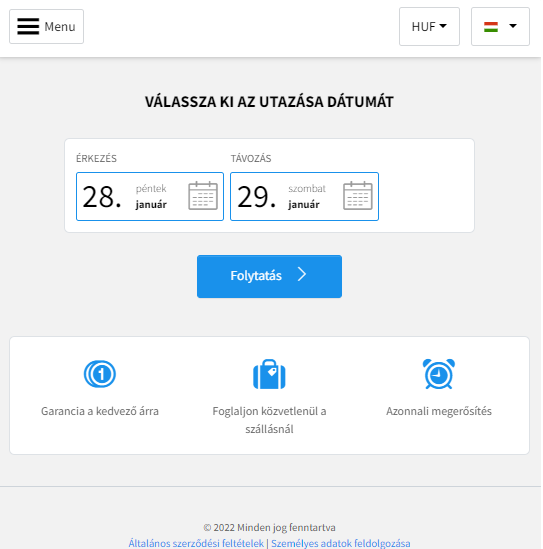 Menu
HUF
VÁLASSZA KI AZ UTAZÁSA DÁTUMÁT
ÉRKEZÉS
TÁVOZÁS
28.
péntek
január
29.
szombat
január
Folytatás
1
Garancia a kedvező árra
Foglaljon közvetlenül a
szállásnál
Azonnali megerősítés
© 2022 Minden jog fenntartva
Általános szerződési feltételek | Személyes adatok feldolgozása